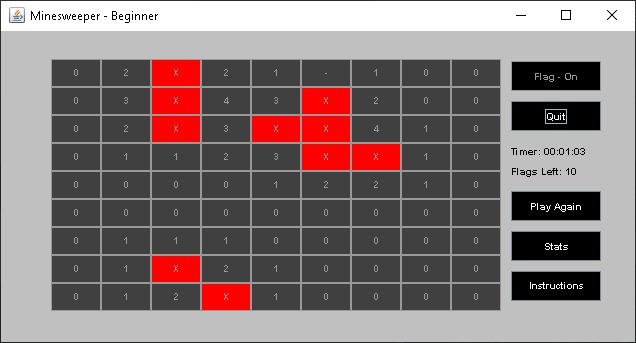 Minesweeper - Beginner
0 2 X 2 1 - 1 0 0
0 3 X 4 3 X 2 0 0
0 2 X 3 X X 4 1 0
0 1 1 2 3 X X 1 0
0 0 0 0 1 2 2 1 0
0 0 0 0 0 0 0 0 0
0 1 1 1 0 0 0 0 0
0 1 X 2 1 0 0 0 0
0 1 2 X 1 0 0 0 0
Flag - On
Quit
Timer: 00:01:03
Flags Left: 10
Play Again
Stats
Instructions